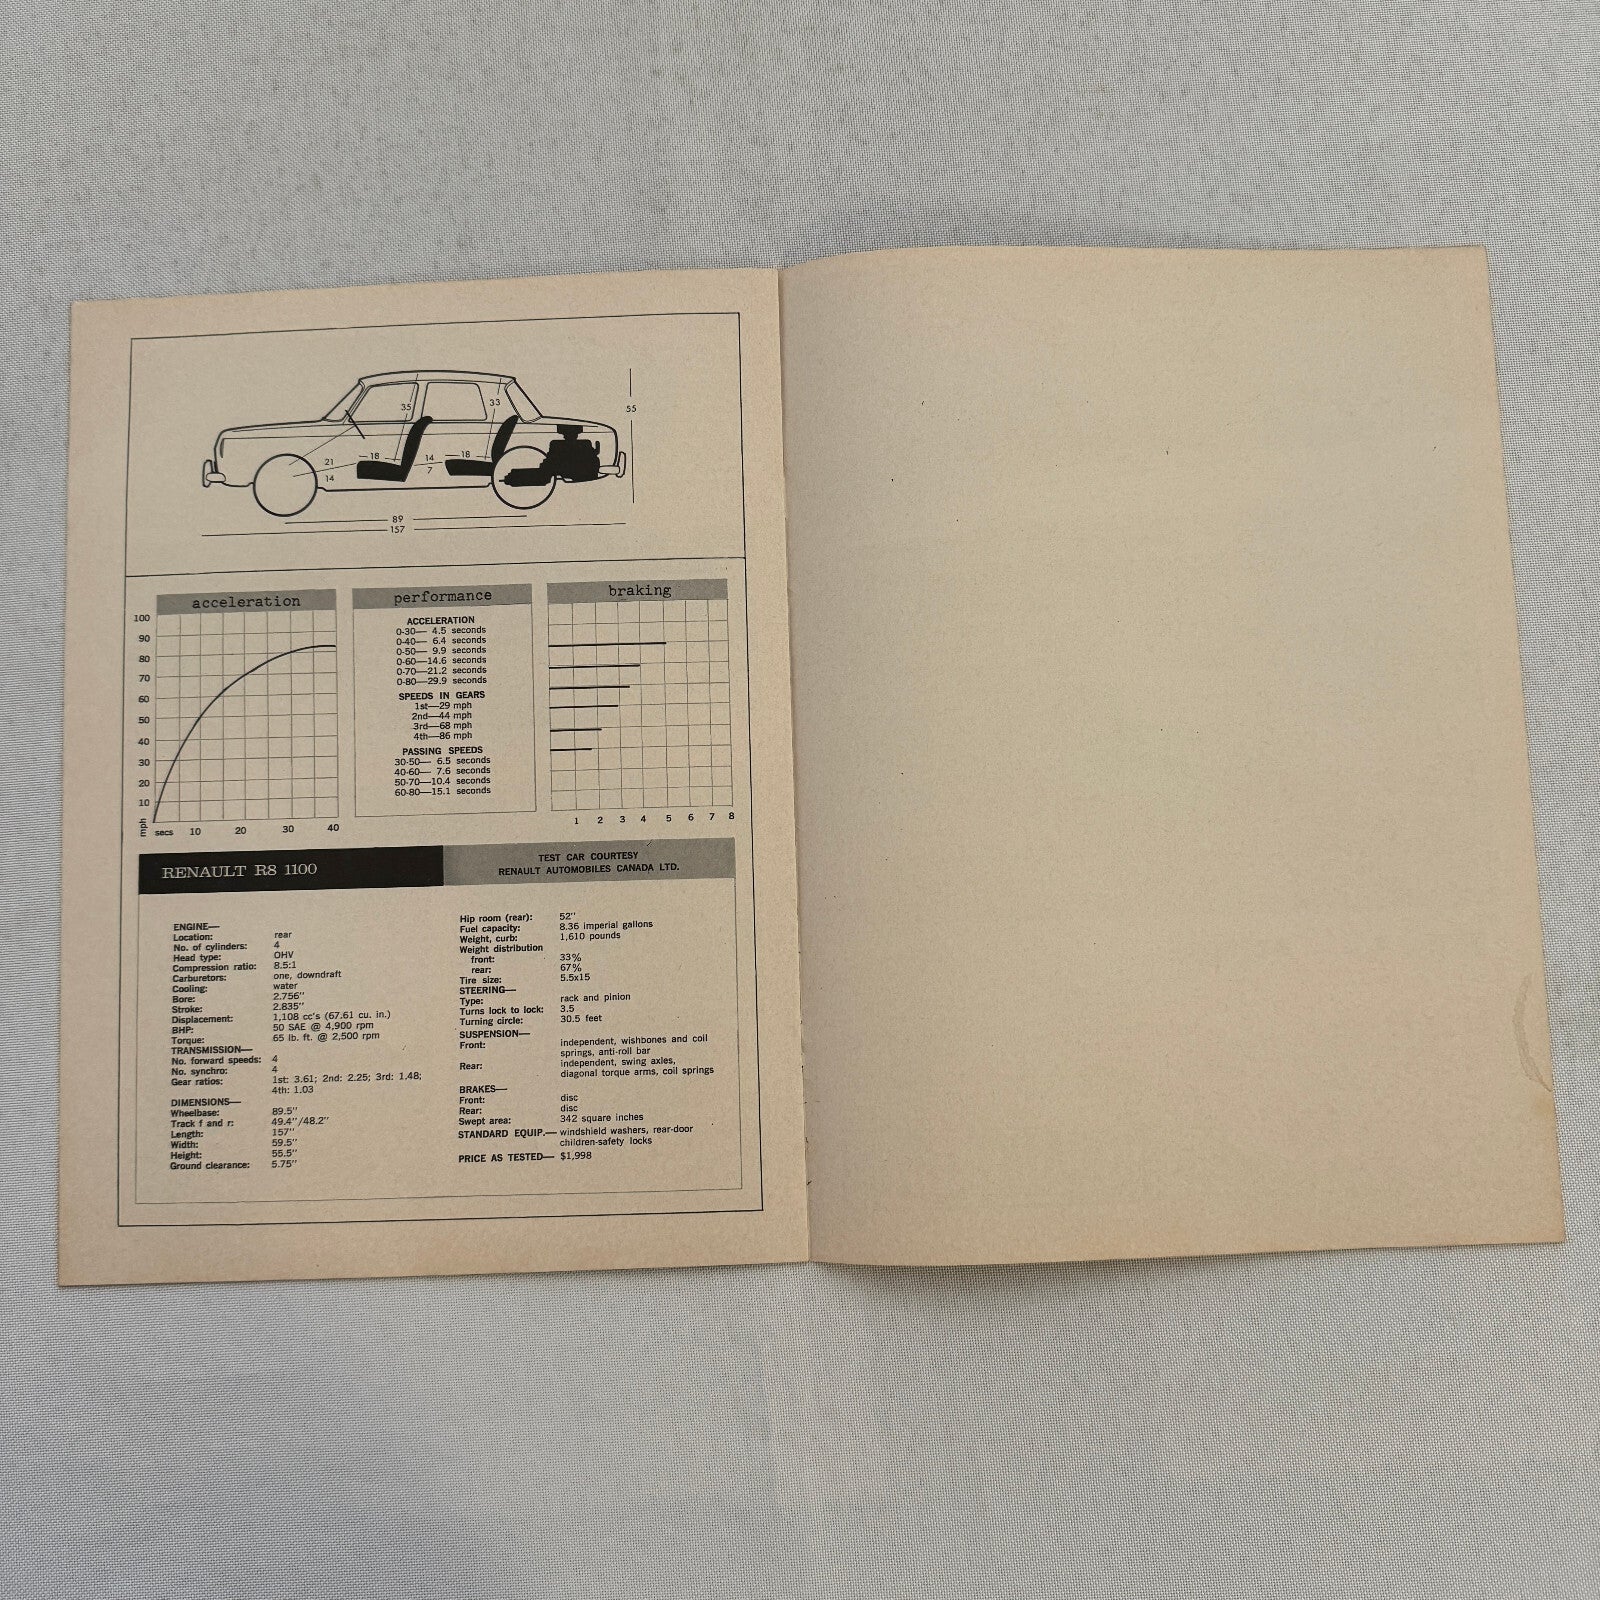 35
33
55
21
18
14
18
14
7
89
157
acceleration
100
90
80
70
60
50
40
30
20
10
mph
secs 10 20 30 40
performance
ACCELERATION
0-30— 4.5 seconds
0-40— 6.4 seconds
0-50— 9.9 seconds
0-60—14.6 seconds
0-70—21.2 seconds
0-80—29.9 seconds
SPEEDS IN GEARS
1st—29 mph
2nd—44 mph
3rd—68 mph
4th—86 mph
PASSING SPEEDS
30-50— 6.5 seconds
40-60— 7.6 seconds
50-70—10.4 seconds
60-80—15.1 seconds
braking
1 2 3 4 5 6 7 8
RENAULT R8 1100
TEST CAR COURTESY
RENAULT AUTOMOBILES CANADA LTD.
ENGINE—
Location: rear
No. of cylinders: 4
Head type: OHV
Compression ratio: 8.5:1
Carburetors: one, downdraft
Cooling: water
Bore: 2.756"
Stroke: 2.835"
Displacement: 1,108 cc's (67.61 cu. in.)
BHP: 50 SAE @ 4,900 rpm
Torque: 65 lb. ft. @ 2,500 rpm
TRANSMISSION—
No. forward speeds: 4
No. synchro: 4
Gear ratios: 1st: 3.61; 2nd: 2.25; 3rd: 1.48;
4th: 1.03
DIMENSIONS—
Wheelbase: 89.5"
Track f and r: 49.4"/48.2"
Length: 157"
Width: 59.5"
Height: 55.5"
Ground clearance: 5.75"
Hip room (rear): 52"
Fuel capacity: 8.36 imperial gallons
Weight, curb: 1,610 pounds
Weight distribution
front: 33%
rear: 67%
Tire size: 5.5x15
STEERING—
Type: rack and pinion
Turns lock to lock: 3.5
Turning circle: 30.5 feet
SUSPENSION—
Front: independent, wishbones and coil
springs, anti-roll bar
Rear: independent, swing axles,
diagonal torque arms, coil springs
BRAKES—
Front: disc
Rear: disc
Swept area: 342 square inches
STANDARD EQUIP.— windshield washers, rear-door
children-safety locks
PRICE AS TESTED— $1,998